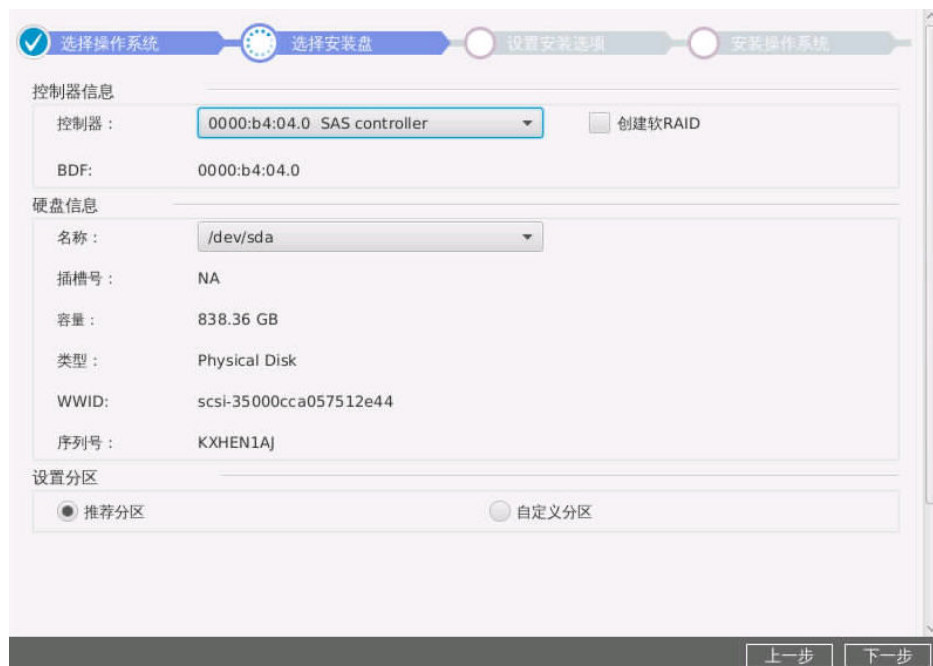 选择操作系统 选择安装盘 设置安装选项 安装操作系统
控制器信息
控制器： 0000:b4:04.0 SAS controller 创建软RAID
BDF: 0000:b4:04.0
硬盘信息
名称： /dev/sda
插槽号： NA
容量： 838.36 GB
类型： Physical Disk
WWID: scsi-35000cca057512e44
序列号： KXHEN1AJ
设置分区
推荐分区 自定义分区
上一步 下一步